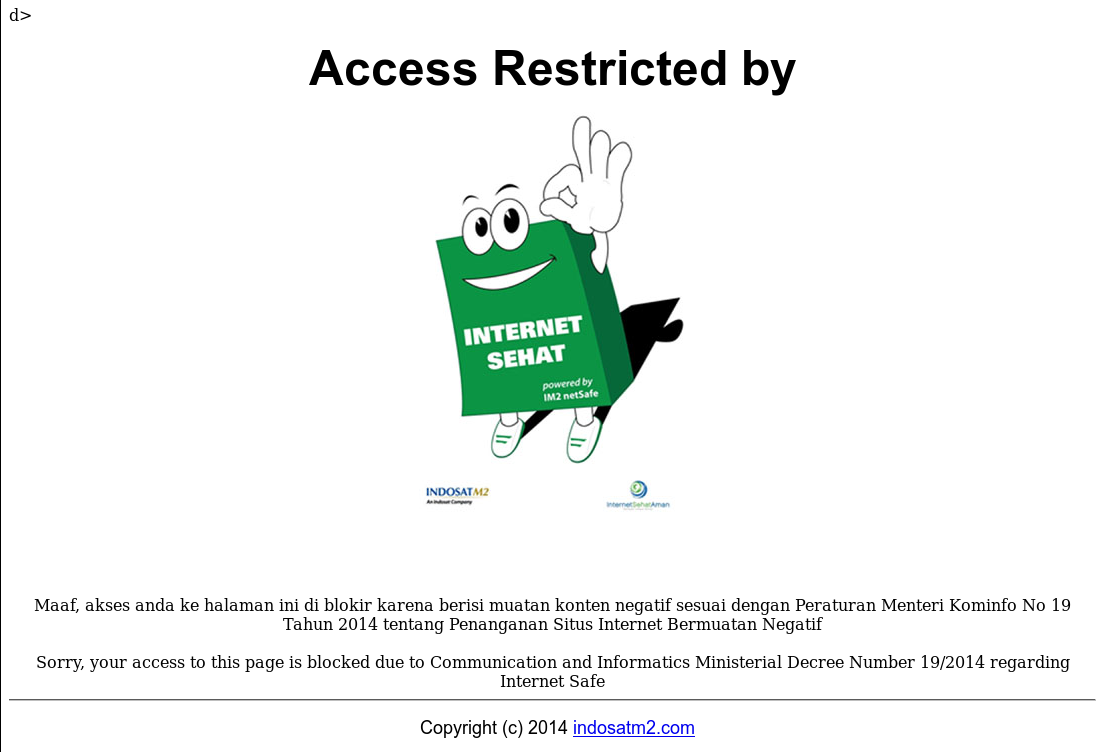 d>
Access Restricted by
INTERNET
SEHAT
powered by
IM2 netSafe
INDOSATM2
An Indosat Company
InternetSehatAman
Maaf, akses anda ke halaman ini di blokir karena berisi muatan konten negatif sesuai dengan Peraturan Menteri Kominfo No 19
Tahun 2014 tentang Penanganan Situs Internet Bermuatan Negatif
Sorry, your access to this page is blocked due to Communication and Informatics Ministerial Decree Number 19/2014 regarding
Internet Safe
Copyright (c) 2014 indosatm2.com